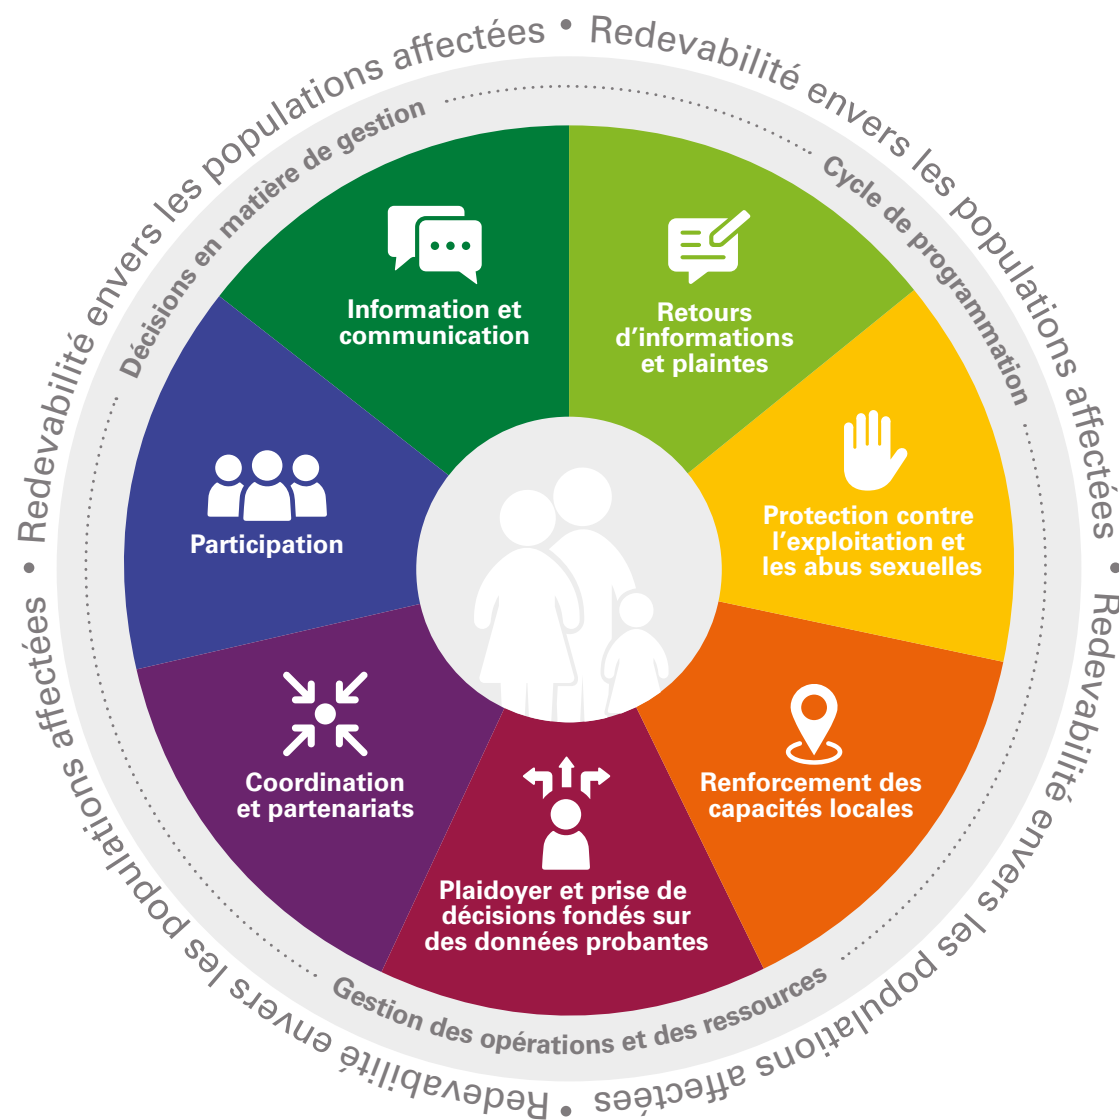 Redevabilité envers les populations affectées •
Redevabilité envers les populations affectées •
Redevabilité envers les populations affectées •
Redevabilité envers les populations affectées •
Décisions en matière de gestion
Cycle de programmation
Gestion des opérations et des ressources
Information et
communication
Retours
d’informations
et plaintes
Protection contre
l’exploitation et
les abus sexuelles
Renforcement des
capacités locales
Plaidoyer et prise de
décisions fondés sur
des données probantes
Coordination
et partenariats
Participation